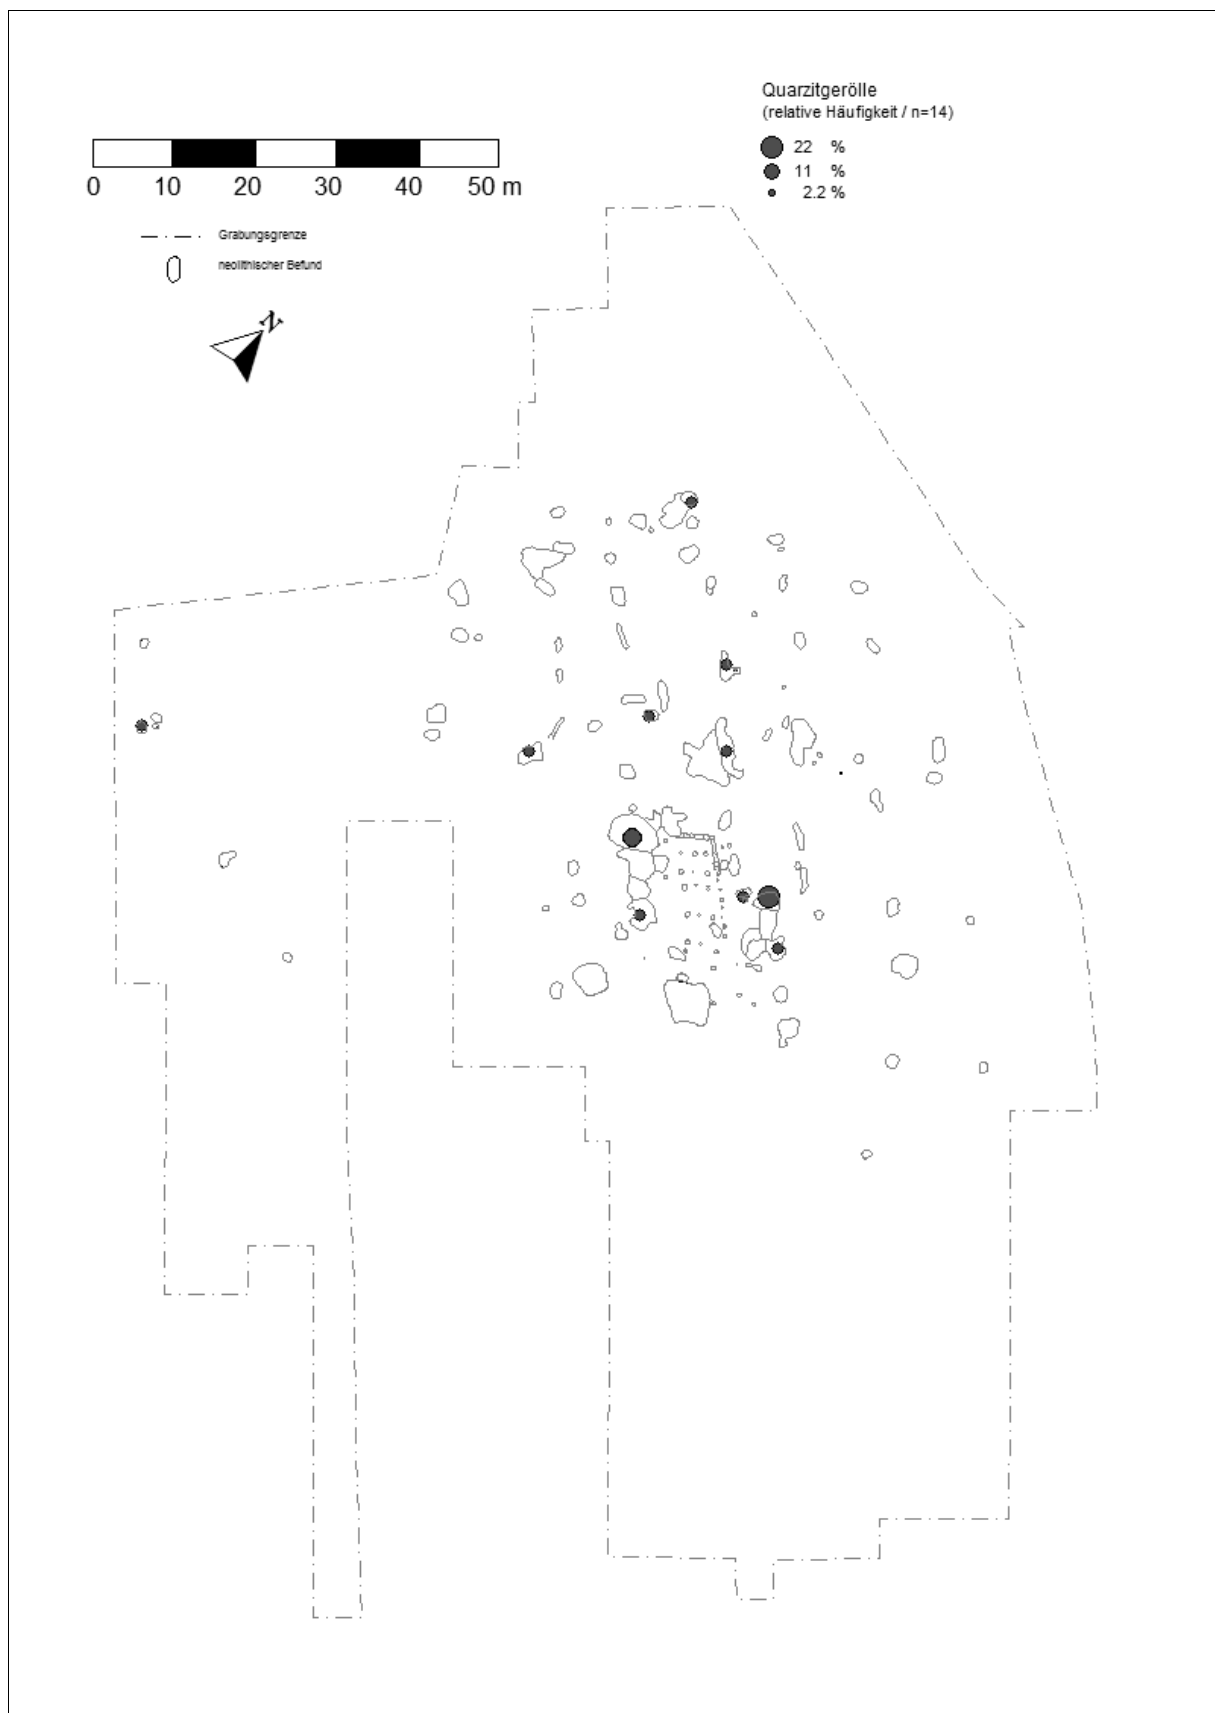 Quarzitgerölle
(relative Häufigkeit / n=14)
22 %
11 %
2.2 %
0 10 20 30 40 50 m
Grabungsgrenze
neolithischer Befund
N